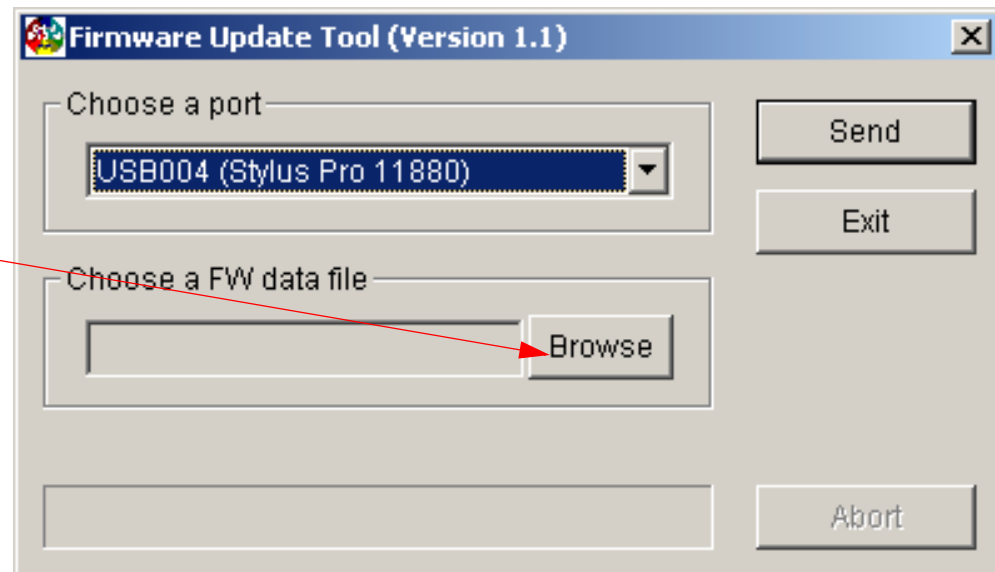 Firmware Update Tool (Version 1.1)
Choose a port
Send
USB004 (Stylus Pro 11880)
Exit
Choose a FW data file
Browse
Abort